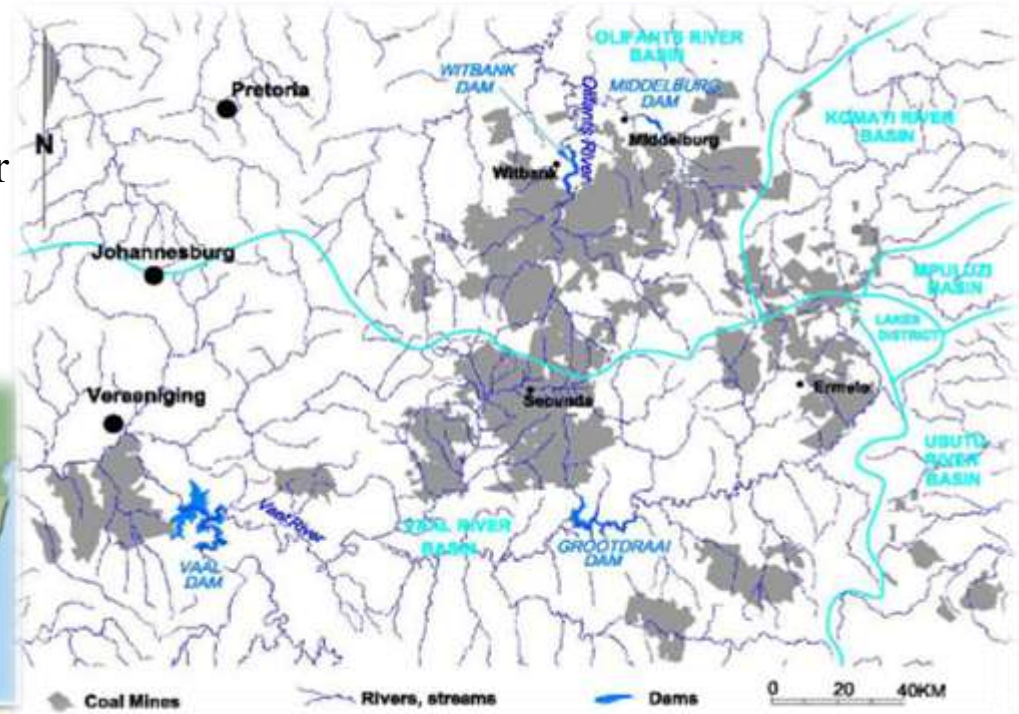 r
OLIFANTS RIVER
BASIN
WITBANK
DAM
MIDDELBURG
DAM
Pretoria
KOMATI RIVER
BASIN
N
Olifants River
Middelburg
Witbank
Johannesburg
MPULUZI
BASIN
LAKES
DISTRICT
Vereeniging
Secunda
Ermelo
USUTU
RIVER
BASIN
Vaal River
VAAL RIVER
BASIN
GROOTDRAAI
DAM
VAAL
DAM
Coal Mines
Rivers, streams
Dams
0 20 40KM